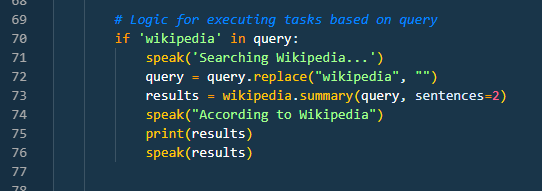 68
69 # Logic for executing tasks based on query
70 if 'wikipedia' in query:
71 speak('Searching Wikipedia...')
72 query = query.replace("wikipedia", "")
73 results = wikipedia.summary(query, sentences=2)
74 speak("According to Wikipedia")
75 print(results)
76 speak(results)
77
78